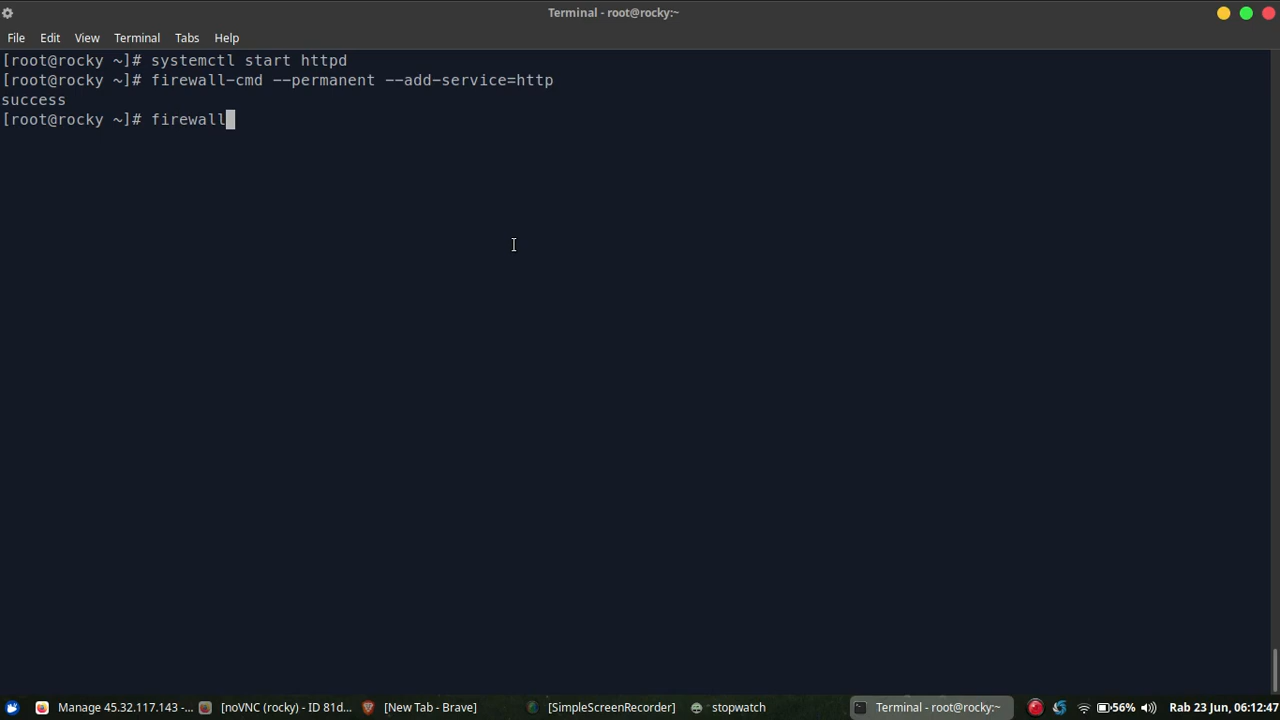 Terminal - root@rocky:~
File Edit View Terminal Tabs Help
[root@rocky ~]# systemctl start httpd
[root@rocky ~]# firewall-cmd --permanent --add-service=http
success
[root@rocky ~]# firewall
Manage 45.32.117.143 -... [noVNC (rocky) - ID 81d... [New Tab - Brave] [SimpleScreenRecorder] stopwatch Terminal - root@rocky:~ 56% Rab 23 Jun, 06:12:47